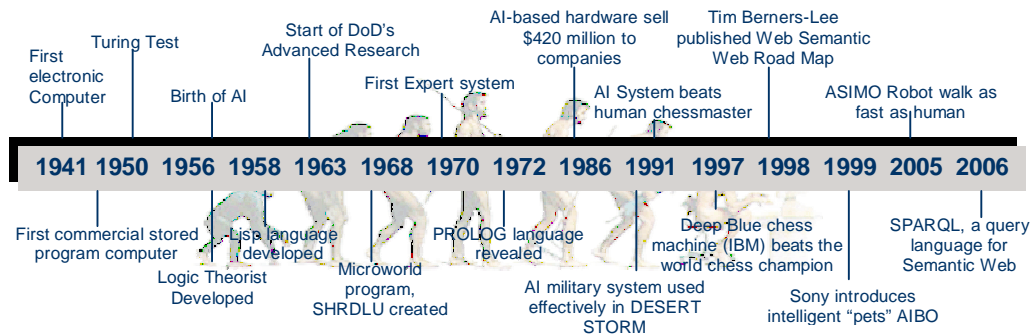 First
electronic
Computer
Turing Test
Birth of AI
Start of DoD's
Advanced Research
First Expert system
AI-based hardware sell
$420 million to
companies
AI System beats
human chessmaster
Tim Berners-Lee
published Web Semantic
Web Road Map
ASIMO Robot walk as
fast as human
1941 1950 1956 1958 1963 1968 1970 1972 1986 1991 1997 1998 1999 2005 2006
First commercial stored
program computer
Logic Theorist
Developed
Lisp language
developed
Microworld
program,
SHRDLU created
PROLOG language
revealed
AI military system used
effectively in DESERT
STORM
Deep Blue chess
machine (IBM) beats the
world chess champion
Sony introduces
intelligent “pets” AIBO
SPARQL, a query
language for
Semantic Web